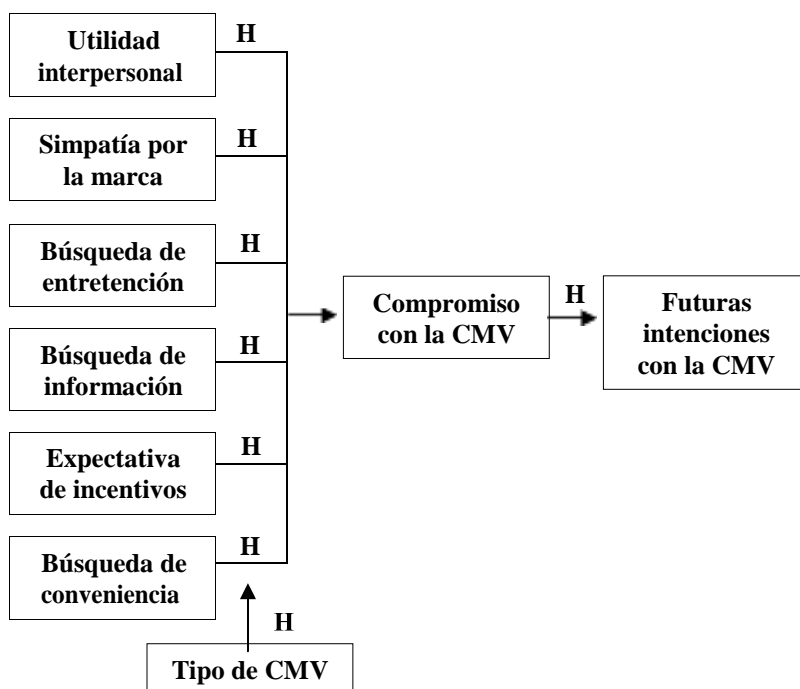 Utilidad
interpersonal
H
Simpatía por
la marca
H
Búsqueda de
entretención
H
Búsqueda de
información
H
Expectativa
de incentivos
H
Búsqueda de
conveniencia
H
H
Tipo de CMV
Compromiso
con la CMV
H
Futuras
intenciones
con la CMV